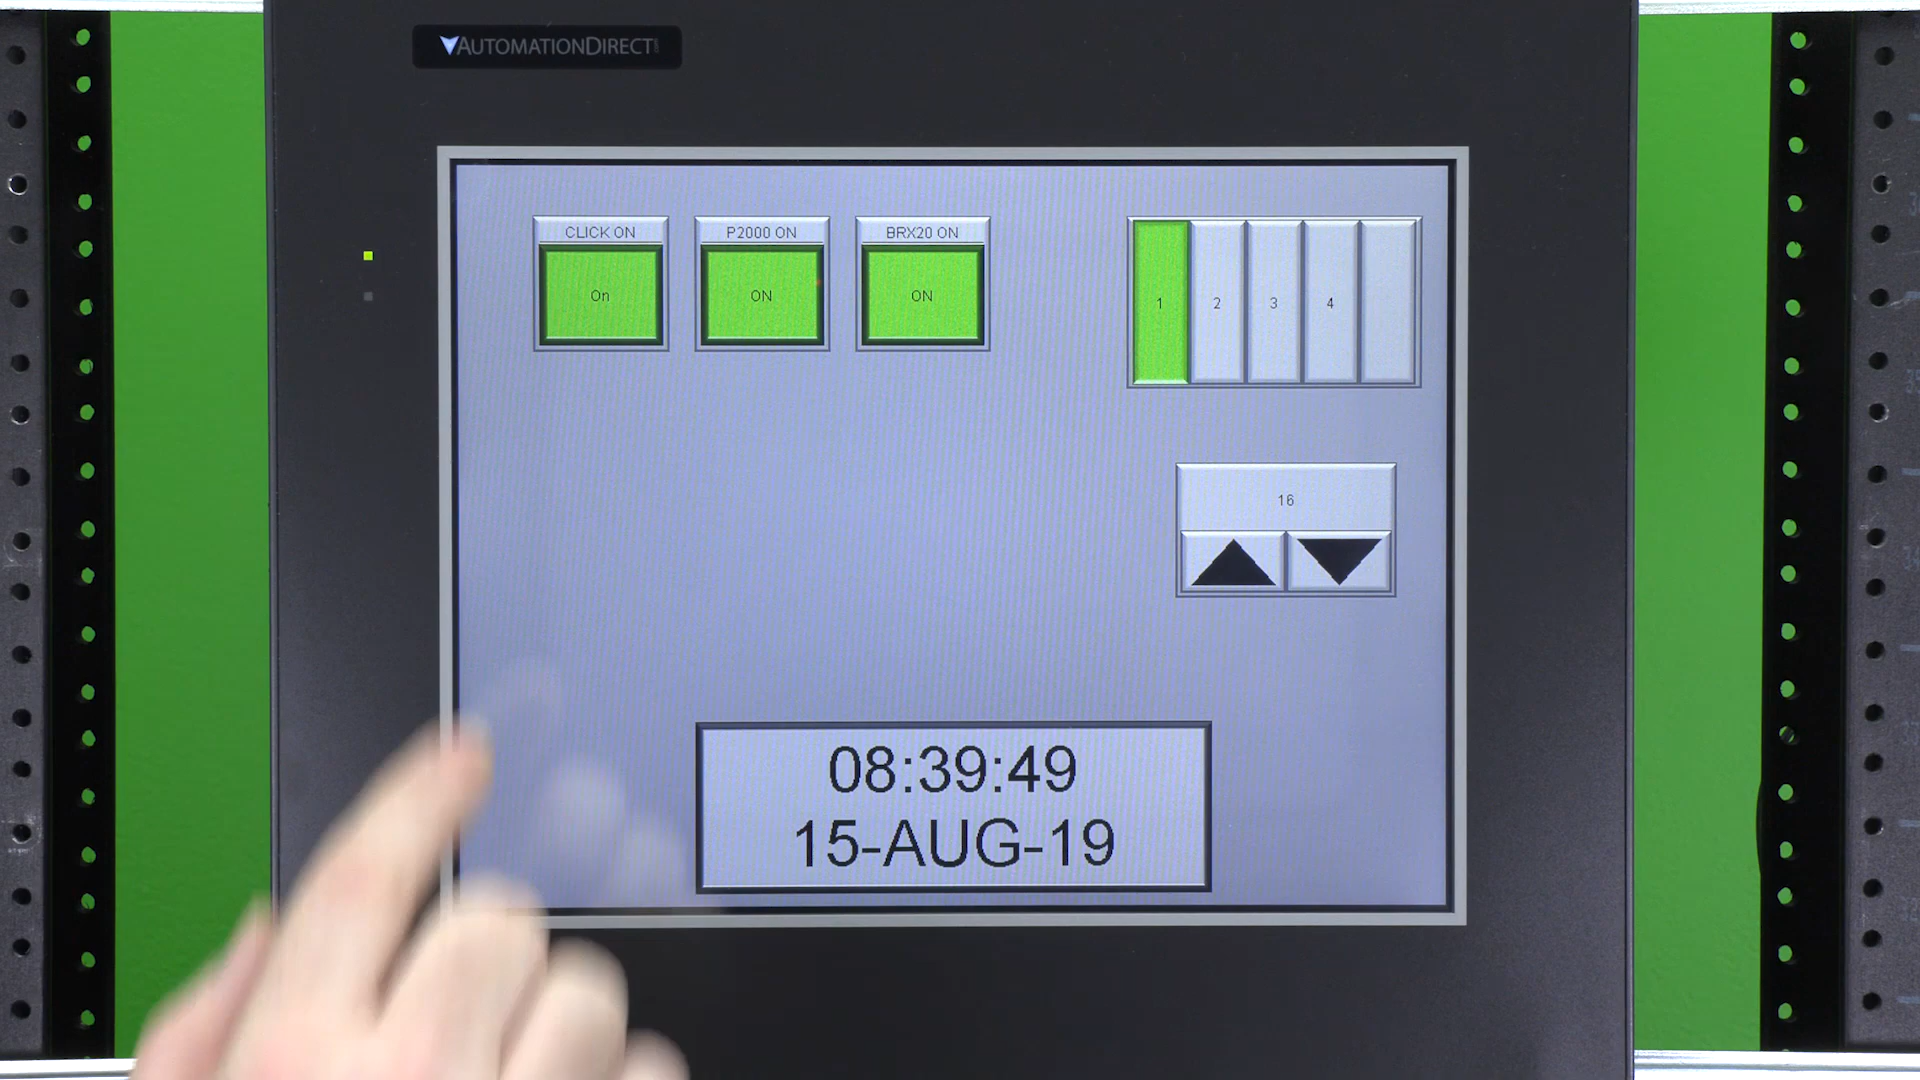 AUTOMATIONDIRECT
CLICK ON
P2000 ON
BRX20 ON
On
ON
ON
1
2
3
4
16
08:39:49
15-AUG-19